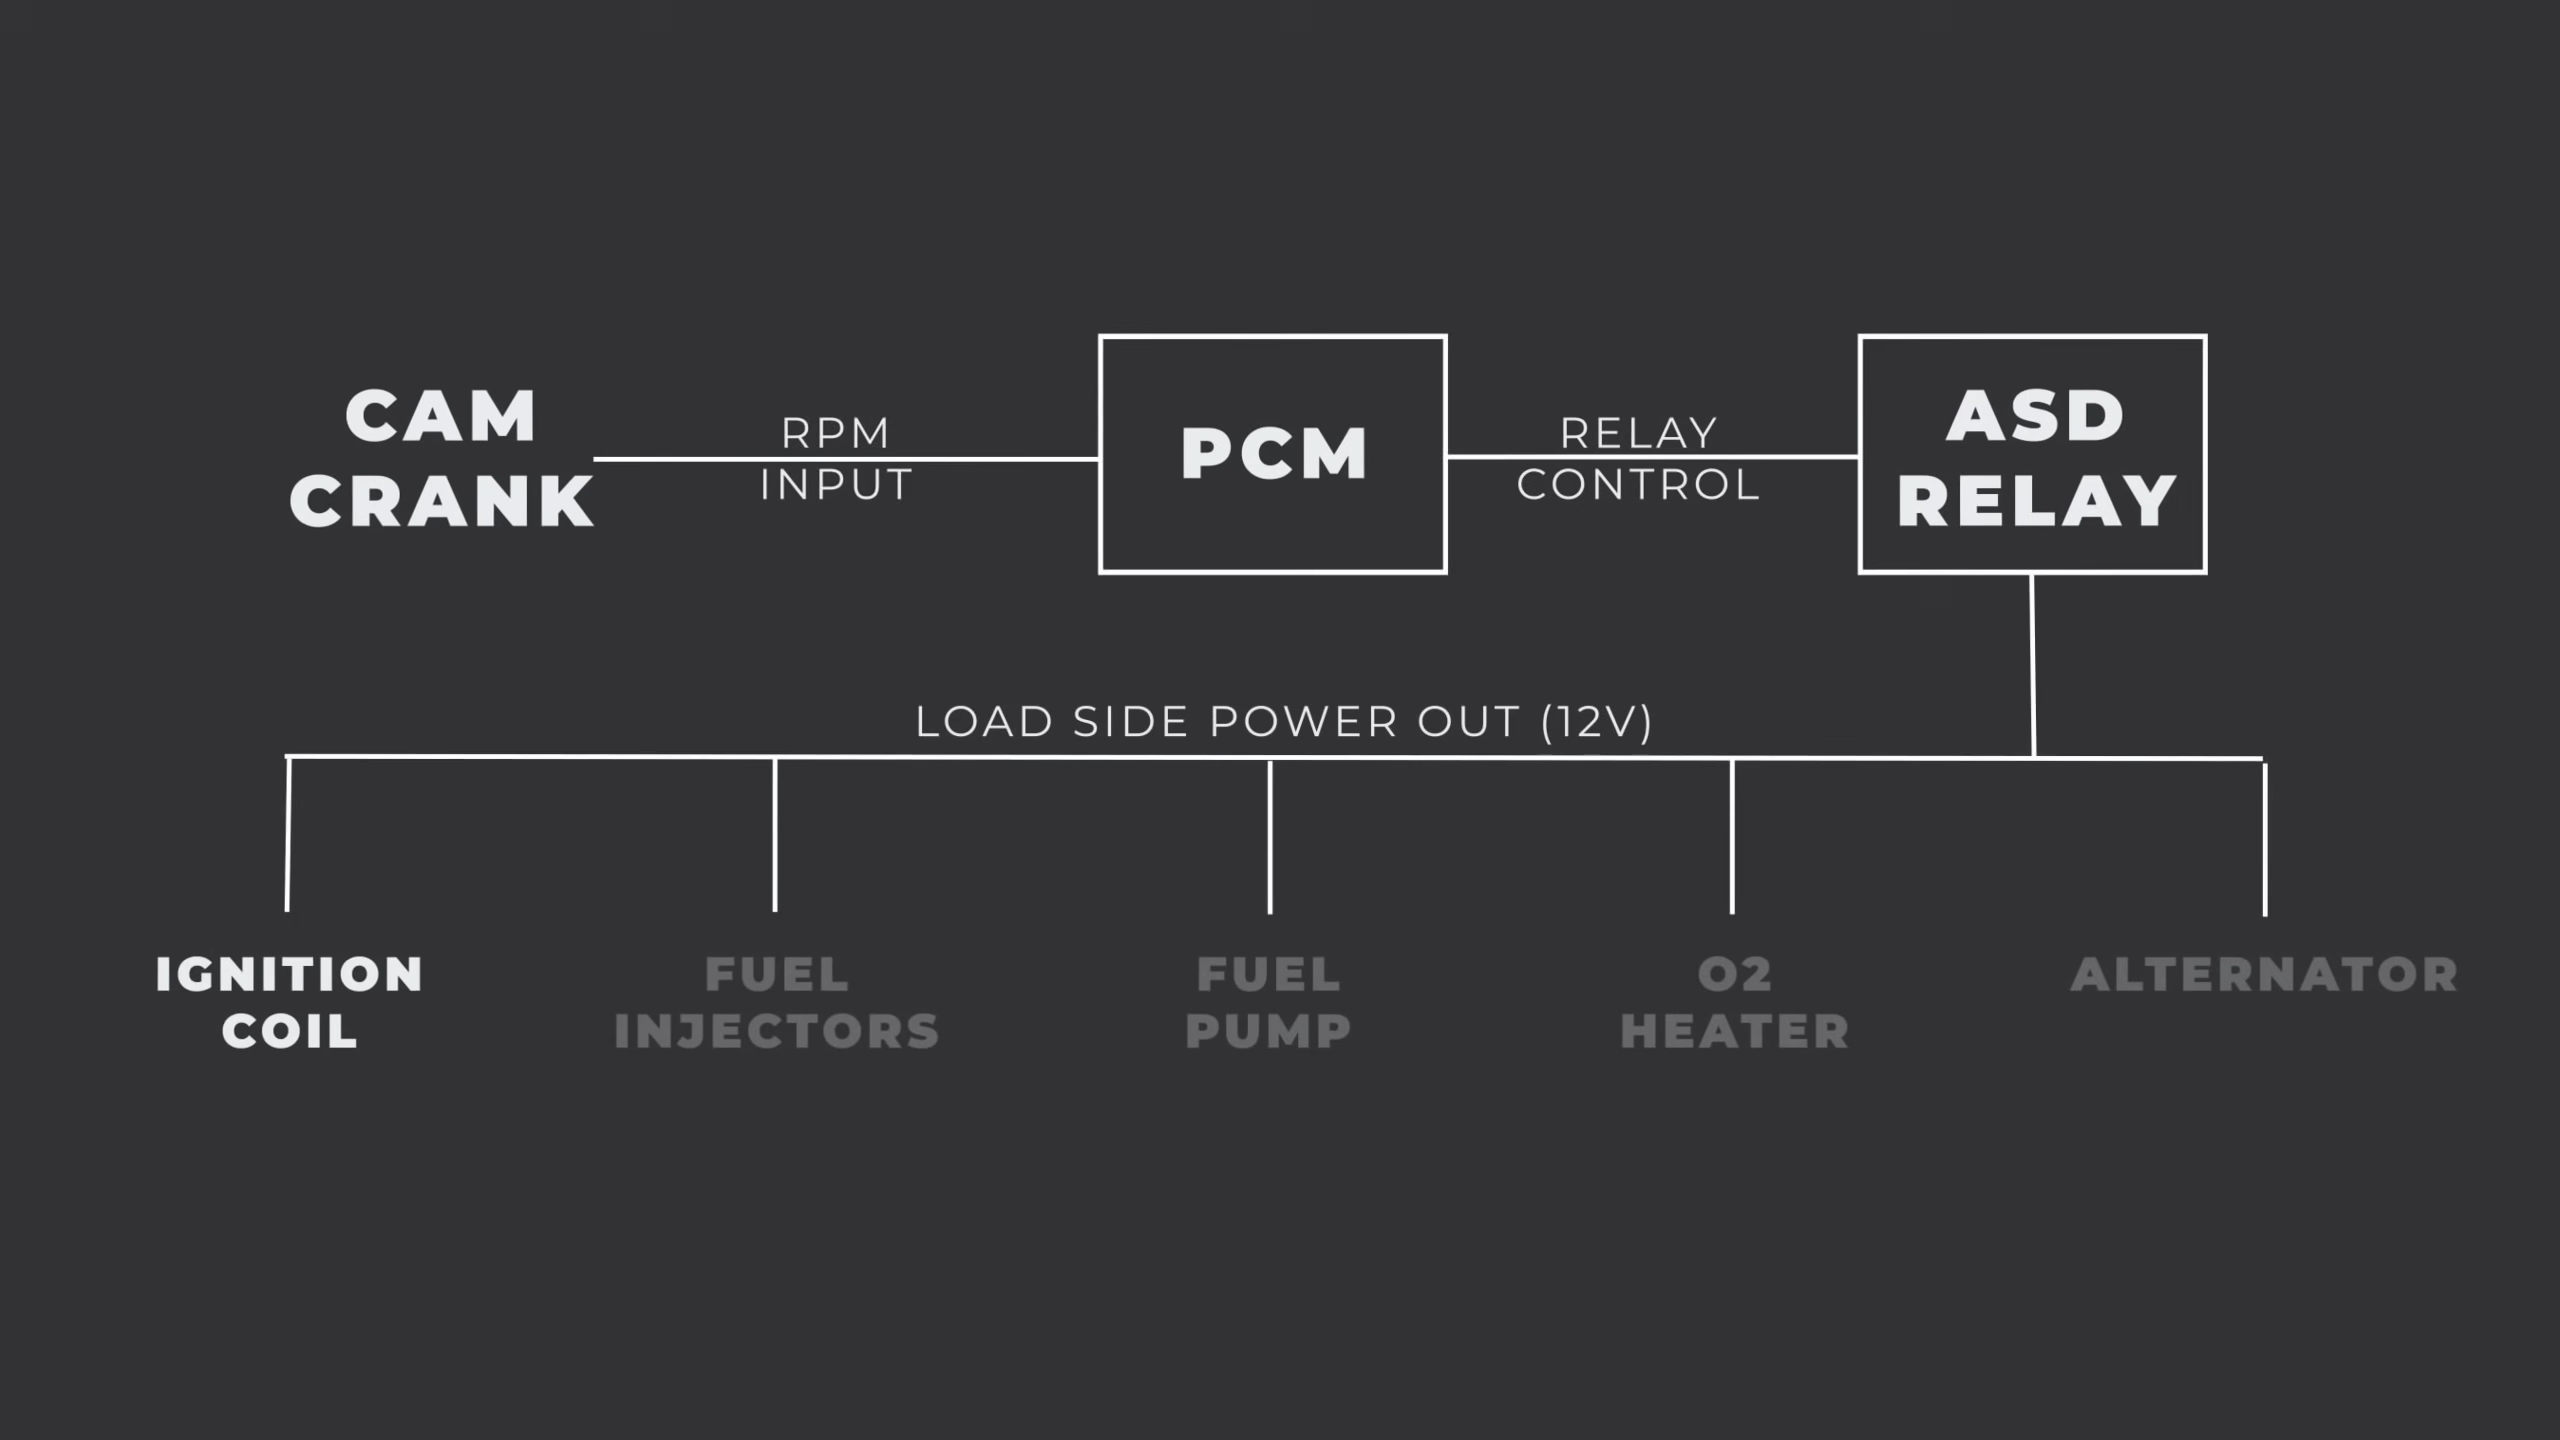 CAM
CRANK
RPM
INPUT
PCM
RELAY
CONTROL
ASD
RELAY
LOAD SIDE POWER OUT (12V)
IGNITION
COIL
FUEL
INJECTORS
FUEL
PUMP
O2
HEATER
ALTERNATOR